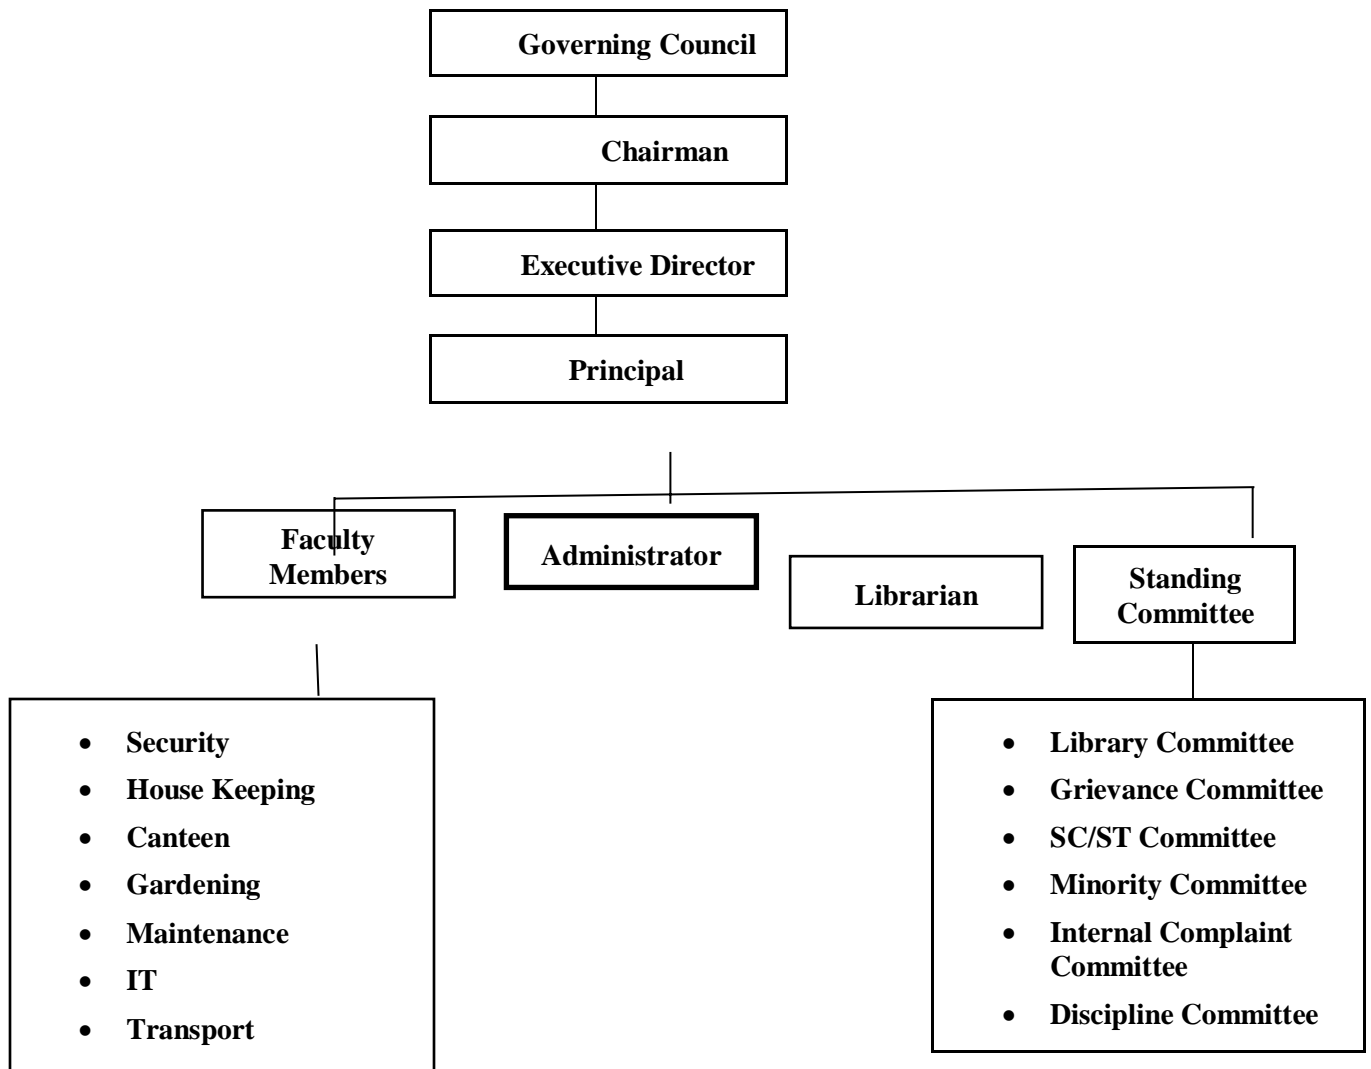 Governing Council
Chairman
Executive Director
Principal
Faculty
Members
Administrator
Librarian
Standing
Committee
• Security
• House Keeping
• Canteen
• Gardening
• Maintenance
• IT
• Transport
• Library Committee
• Grievance Committee
• SC/ST Committee
• Minority Committee
• Internal Complaint
Committee
• Discipline Committee